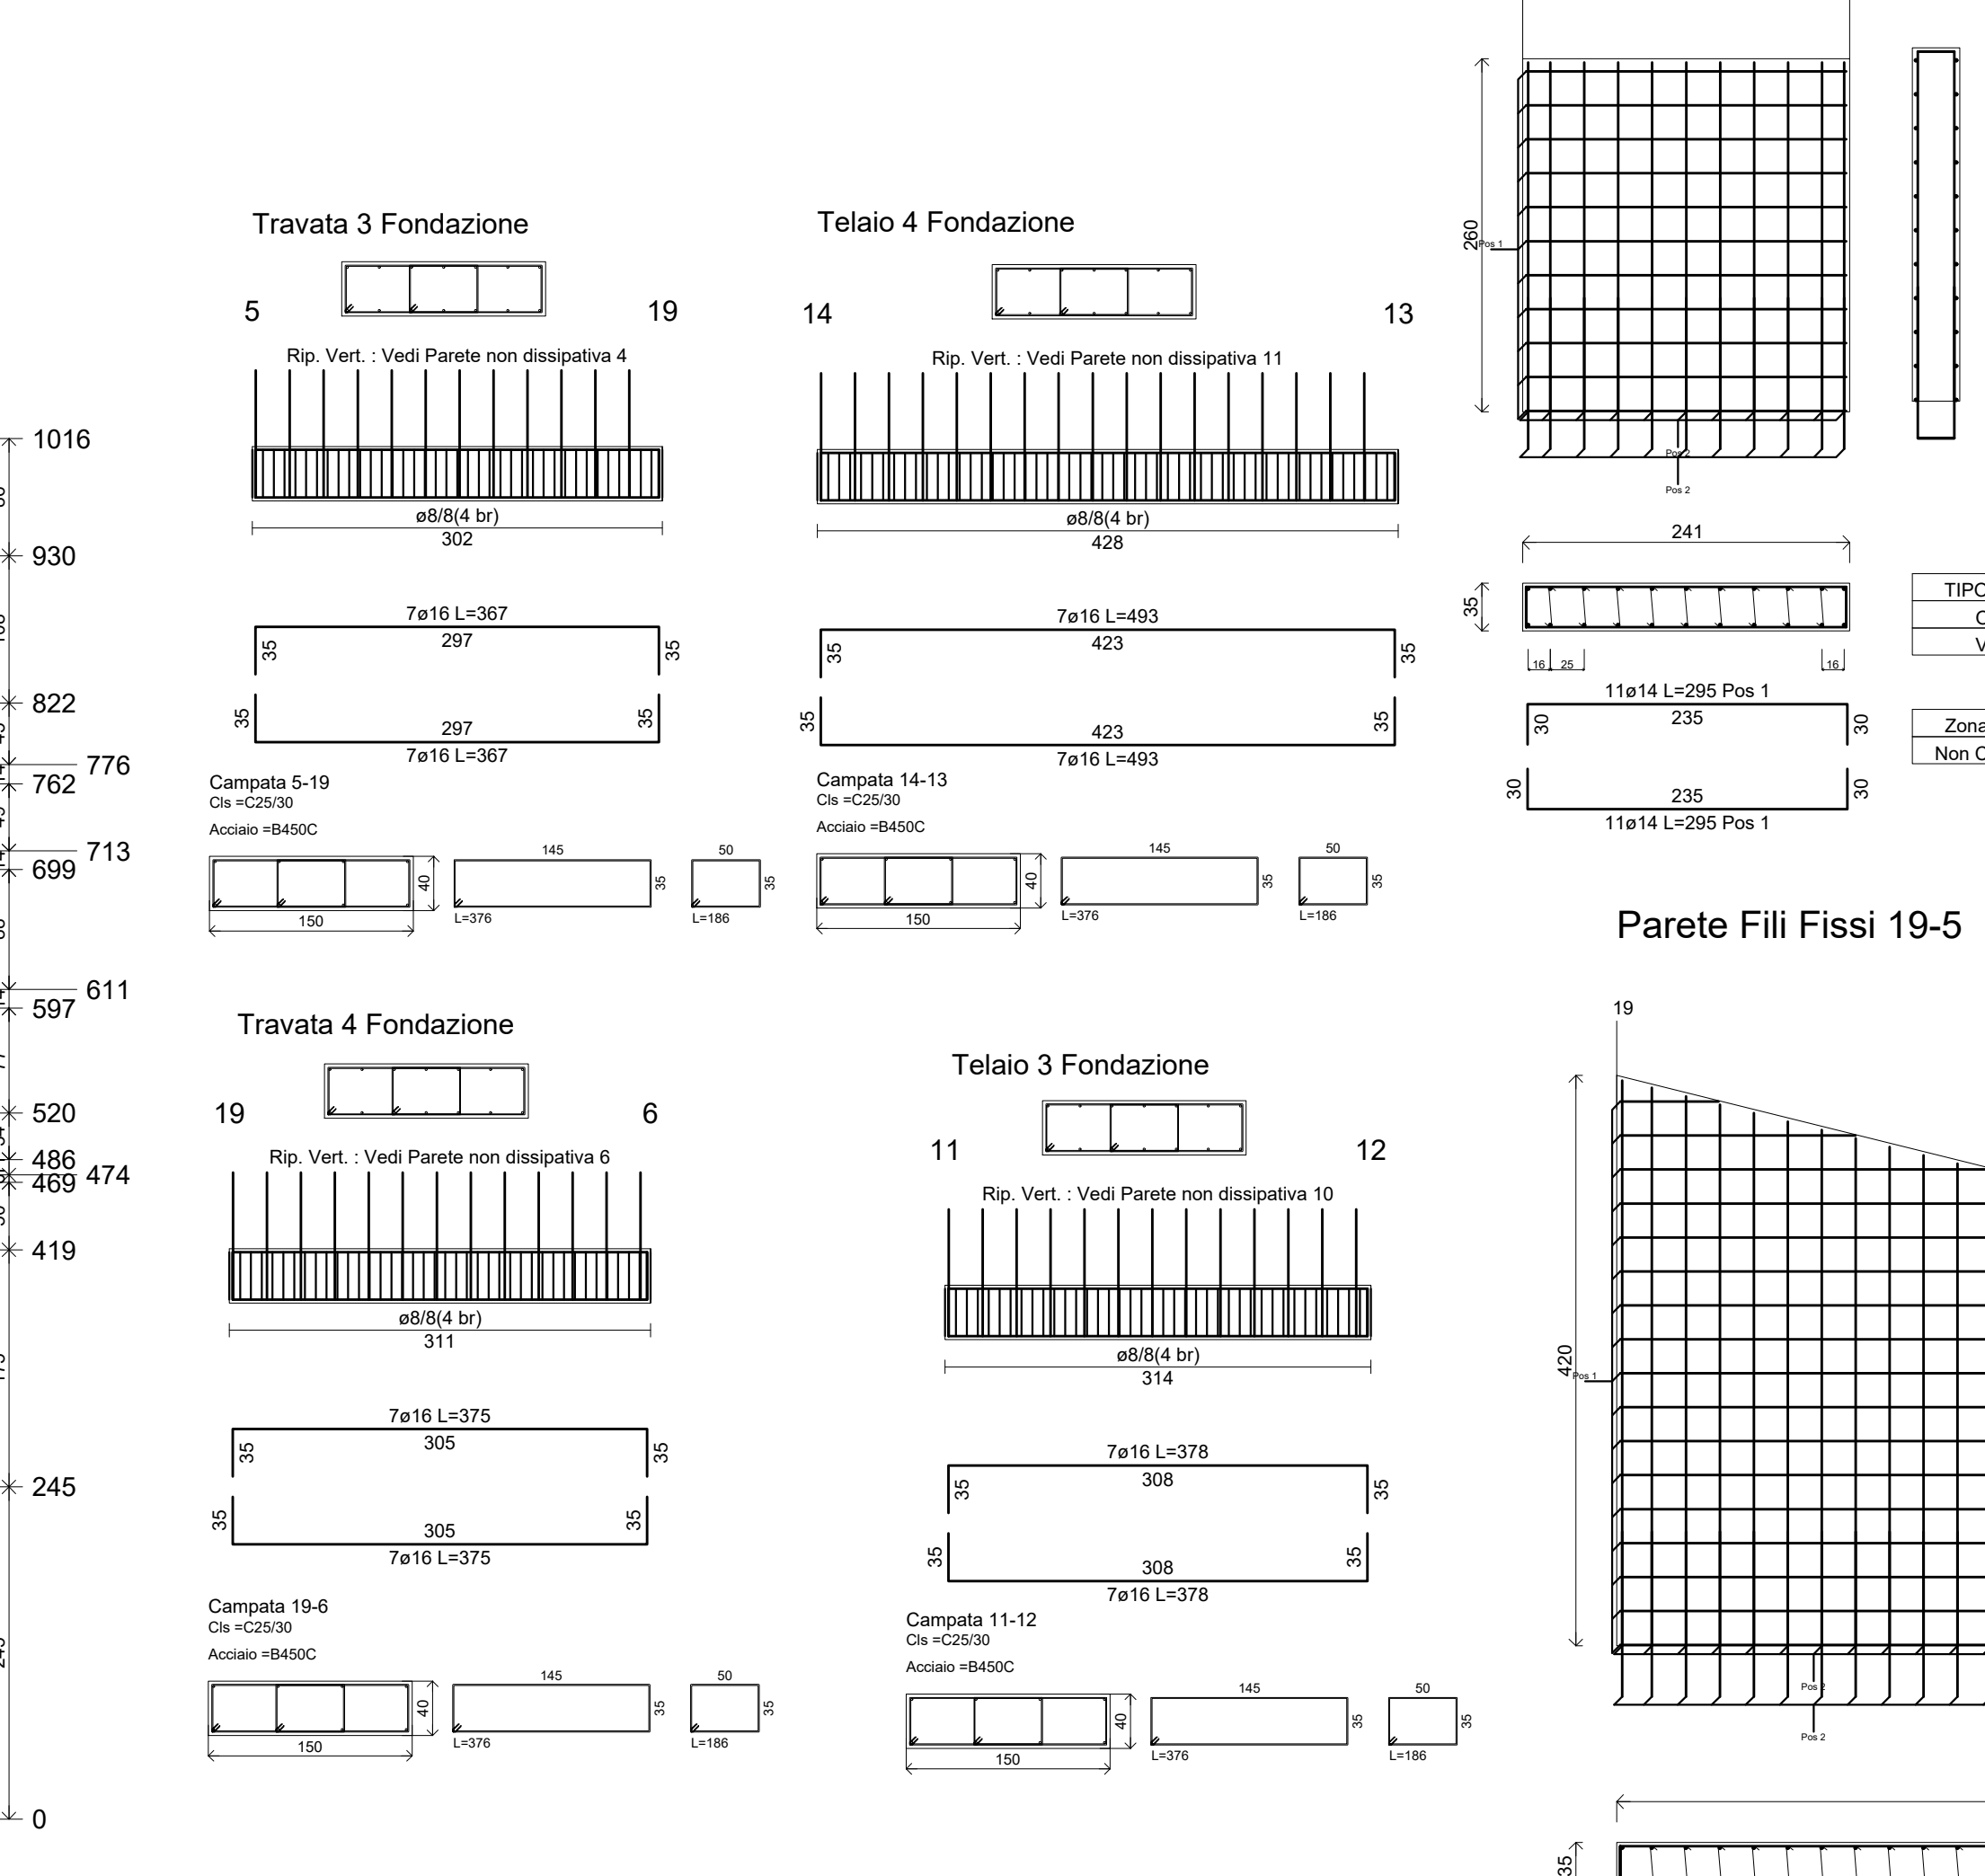 1016
930
822
776
762
713
699
611
597
520
486
474
469
419
245
0
Travata 3 Fondazione
5
19
Rip. Vert. : Vedi Parete non dissipativa 4
ø8/8(4 br)
302
7ø16 L=367
297
35
35
35
35
297
7ø16 L=367
Campata 5-19
Cls =C25/30
Acciaio =B450C
40
150
145
35
L=376
50
35
L=186
Travata 4 Fondazione
19
6
Rip. Vert. : Vedi Parete non dissipativa 6
ø8/8(4 br)
311
7ø16 L=375
305
35
35
35
35
305
7ø16 L=375
Campata 19-6
Cls =C25/30
Acciaio =B450C
40
150
145
35
L=376
50
35
L=186
Telaio 4 Fondazione
14
13
Rip. Vert. : Vedi Parete non dissipativa 11
ø8/8(4 br)
428
7ø16 L=493
423
35
35
35
35
423
7ø16 L=493
Campata 14-13
Cls =C25/30
Acciaio =B450C
40
150
145
35
L=376
50
35
L=186
Telaio 3 Fondazione
11
12
Rip. Vert. : Vedi Parete non dissipativa 10
ø8/8(4 br)
314
7ø16 L=378
308
35
35
35
35
308
7ø16 L=378
Campata 11-12
Cls =C25/30
Acciaio =B450C
40
150
145
35
L=376
50
35
L=186
260
Pos 1
Pos 2
Pos 2
241
35
16
25
16
11ø14 L=295 Pos 1
235
30
30
30
30
235
11ø14 L=295 Pos 1
TIPO
Zona
Non C
Parete Fili Fissi 19-5
19
420
Pos 1
Pos 2
Pos 2
35